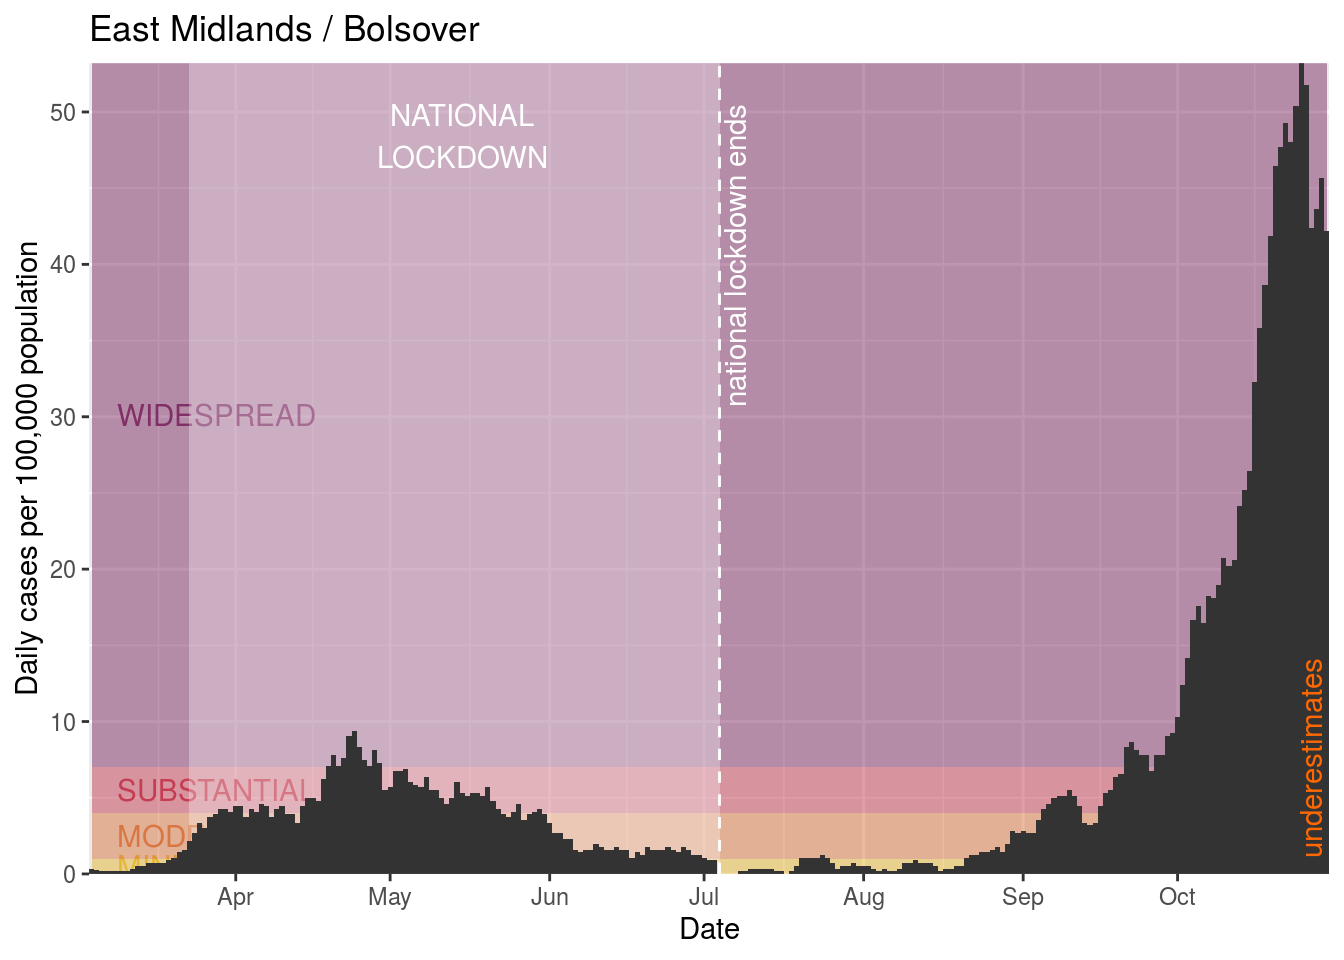 East Midlands / Bolsover
NATIONAL
LOCKDOWN
national lockdown ends
WIDESPREAD
SUBSTANTIAL
underestimates
Daily cases per 100,000 population
50
40
30
20
10
0
Apr
May
Jun
Jul
Aug
Sep
Oct
Date